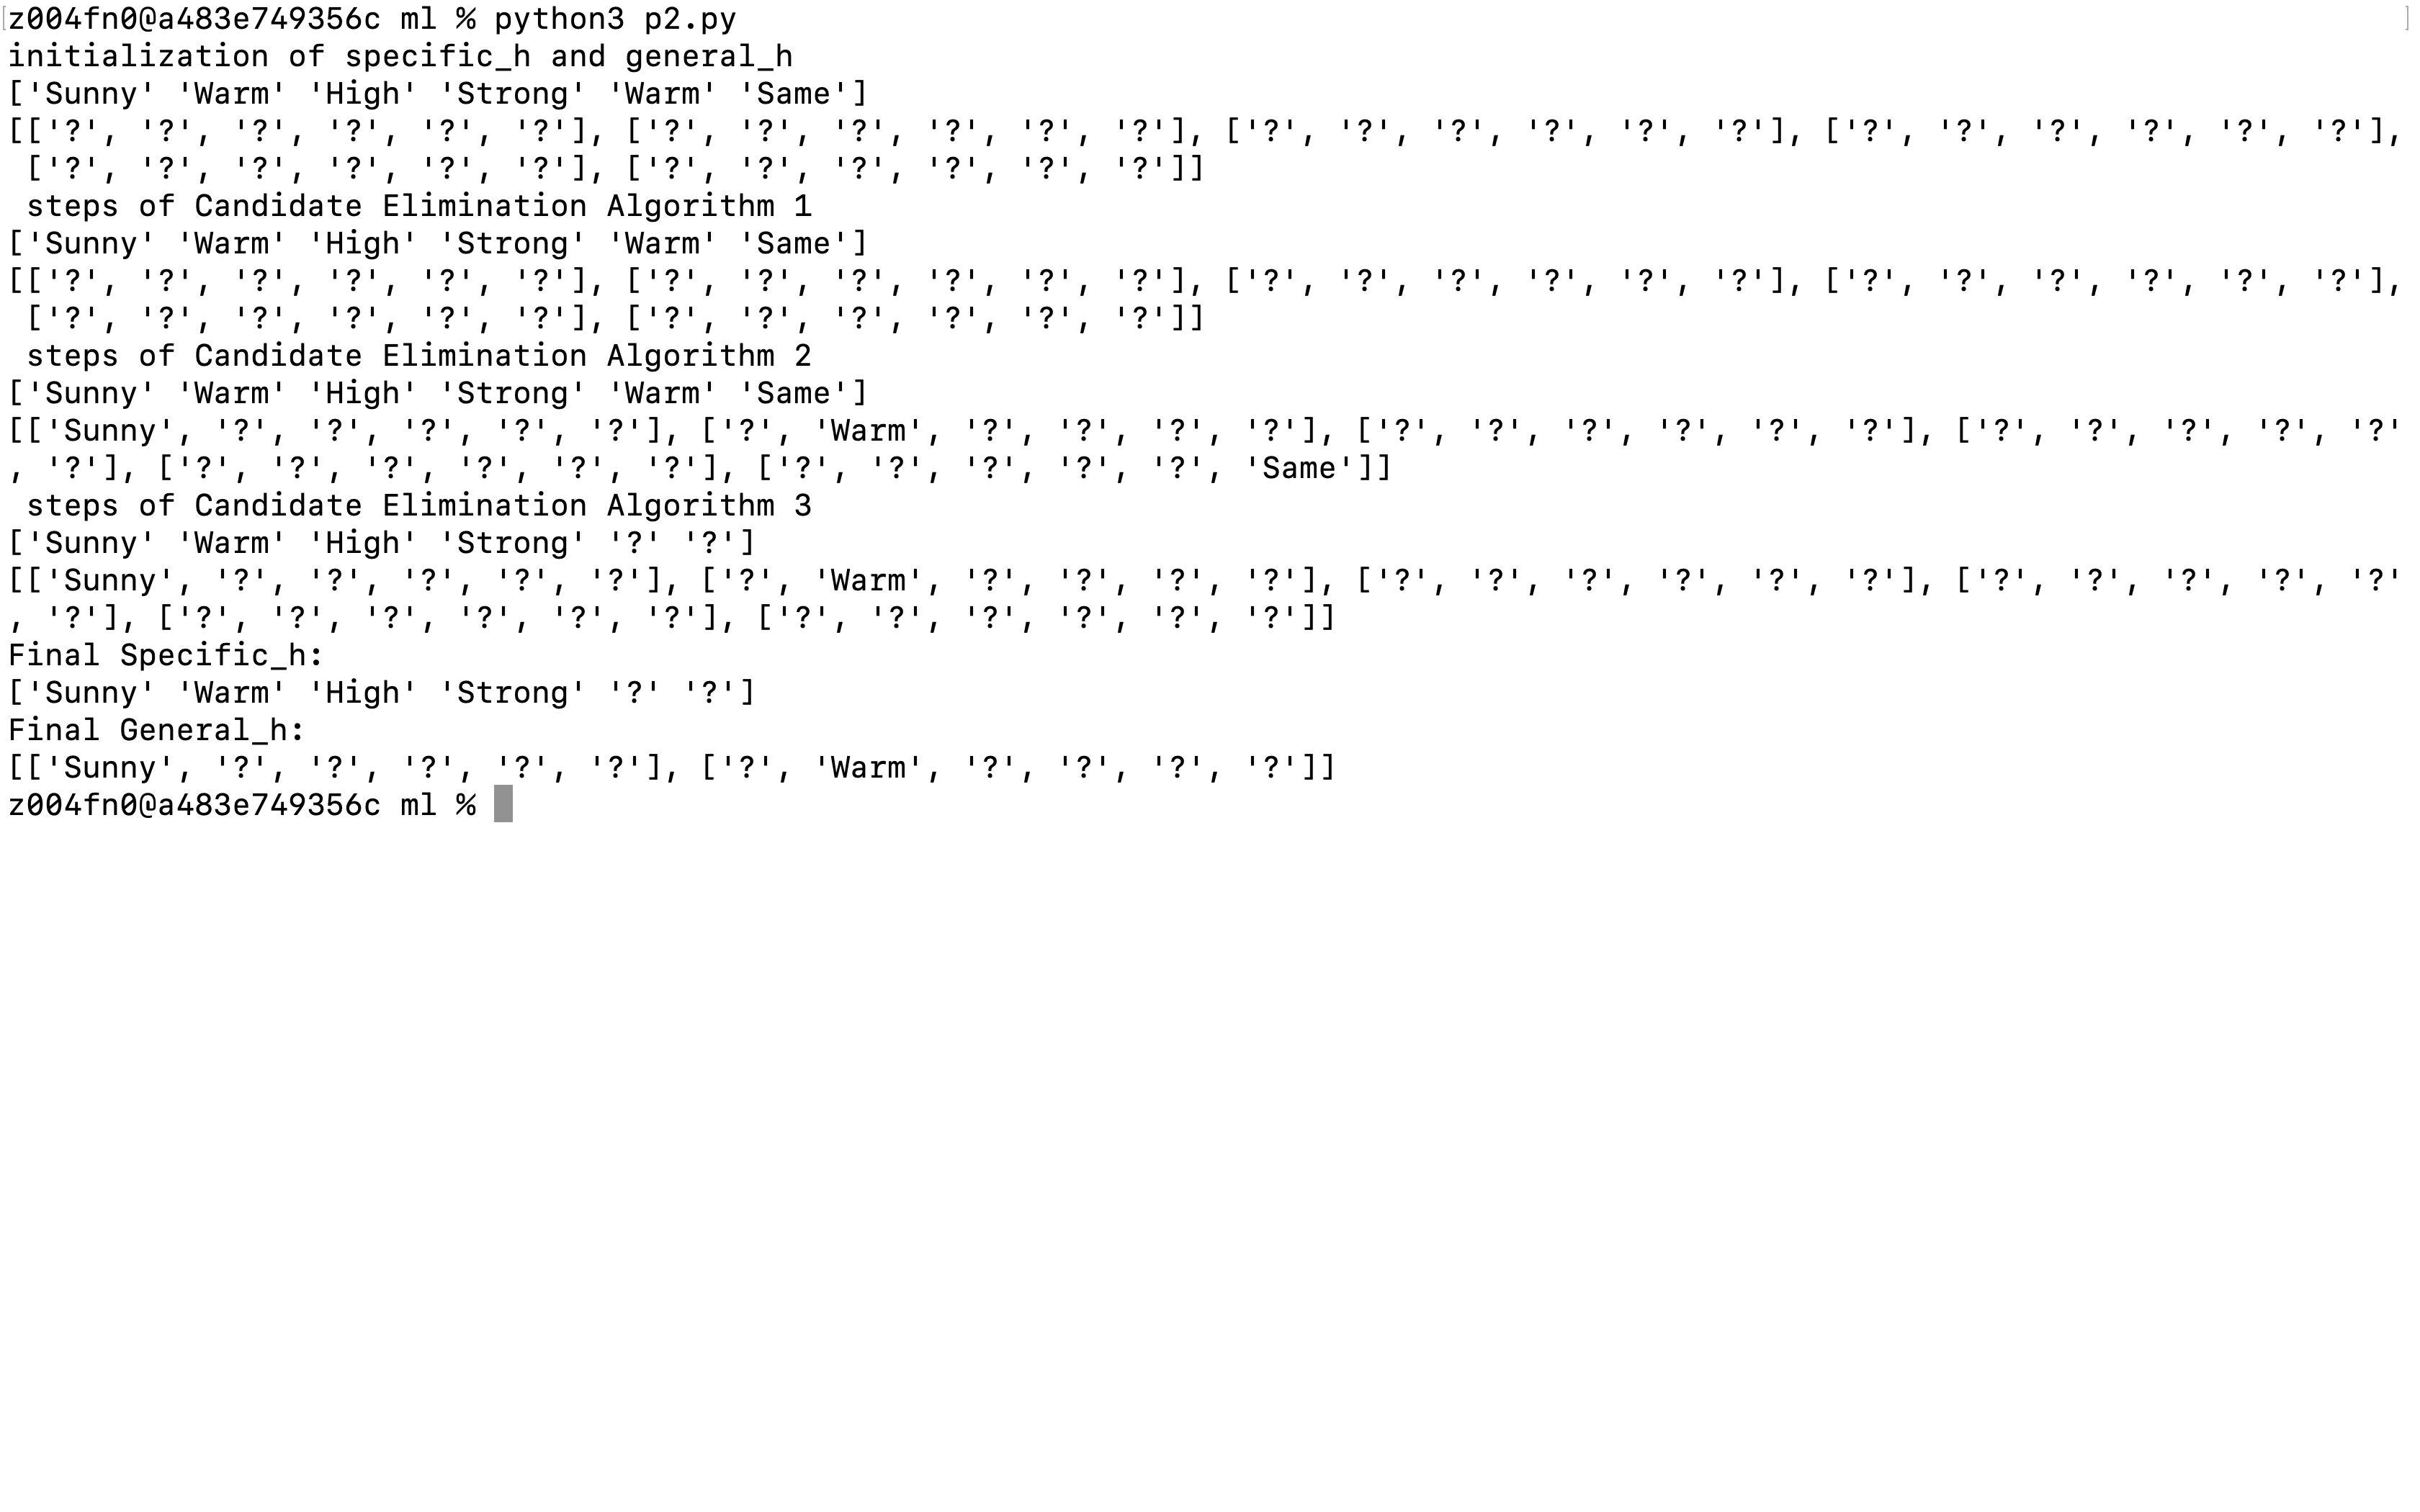 z004fn0@a483e749356c ml % python3 p2.py
initialization of specific_h and general_h
['Sunny' 'Warm' 'High' 'Strong' 'Warm' 'Same']
[['?', '?', '?', '?', '?', '?'], ['?', '?', '?', '?', '?', '?'], ['?', '?', '?', '?', '?', '?'], ['?', '?', '?', '?', '?', '?'],
 ['?', '?', '?', '?', '?', '?'], ['?', '?', '?', '?', '?', '?']]
 steps of Candidate Elimination Algorithm 1
['Sunny' 'Warm' 'High' 'Strong' 'Warm' 'Same']
[['?', '?', '?', '?', '?', '?'], ['?', '?', '?', '?', '?', '?'], ['?', '?', '?', '?', '?', '?'], ['?', '?', '?', '?', '?', '?'],
 ['?', '?', '?', '?', '?', '?'], ['?', '?', '?', '?', '?', '?']]
 steps of Candidate Elimination Algorithm 2
['Sunny' 'Warm' 'High' 'Strong' 'Warm' 'Same']
[['Sunny', '?', '?', '?', '?', '?'], ['?', 'Warm', '?', '?', '?', '?'], ['?', '?', '?', '?', '?', '?'], ['?', '?', '?', '?', '?'
, '?'], ['?', '?', '?', '?', '?', '?'], ['?', '?', '?', '?', '?', 'Same']]
 steps of Candidate Elimination Algorithm 3
['Sunny' 'Warm' 'High' 'Strong' '?' '?']
[['Sunny', '?', '?', '?', '?', '?'], ['?', 'Warm', '?', '?', '?', '?'], ['?', '?', '?', '?', '?', '?'], ['?', '?', '?', '?', '?'
, '?'], ['?', '?', '?', '?', '?', '?'], ['?', '?', '?', '?', '?', '?']]
Final Specific_h:
['Sunny' 'Warm' 'High' 'Strong' '?' '?']
Final General_h:
[['Sunny', '?', '?', '?', '?', '?'], ['?', 'Warm', '?', '?', '?', '?']]
z004fn0@a483e749356c ml %